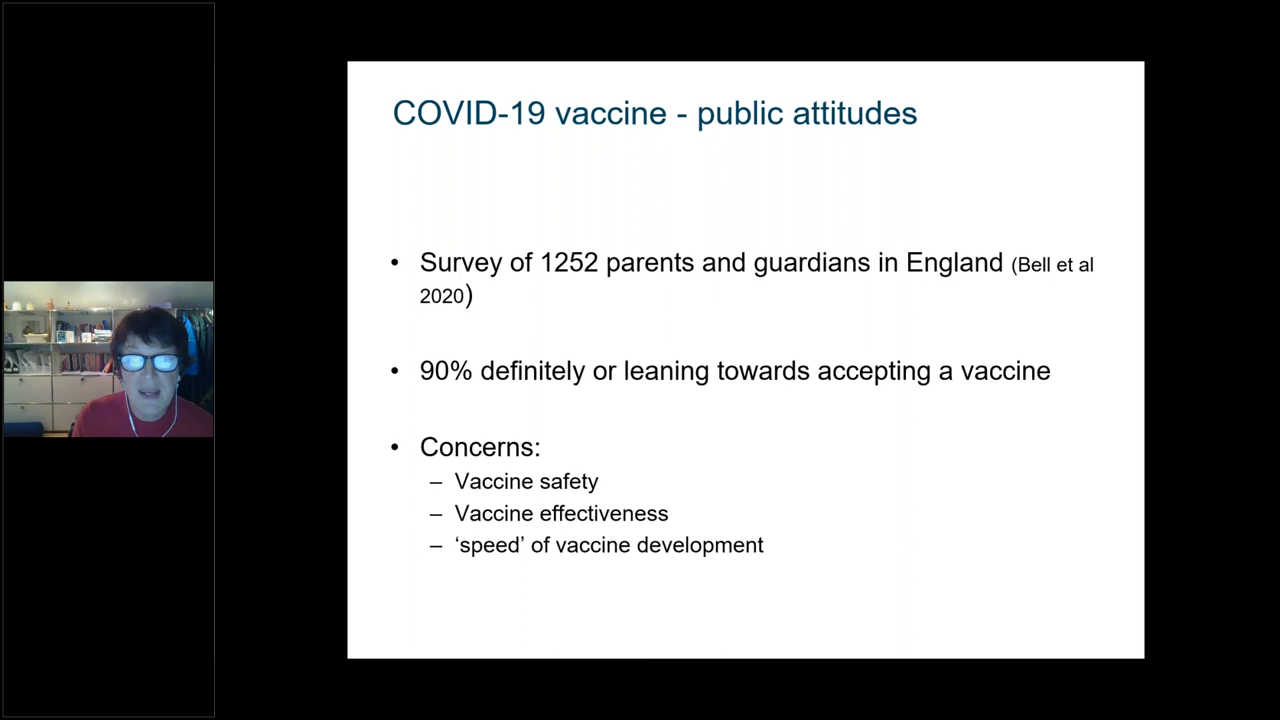 COVID-19 vaccine - public attitudes
• Survey of 1252 parents and guardians in England (Bell et al
2020)
• 90% definitely or leaning towards accepting a vaccine
• Concerns:
– Vaccine safety
– Vaccine effectiveness
– ‘speed’ of vaccine development